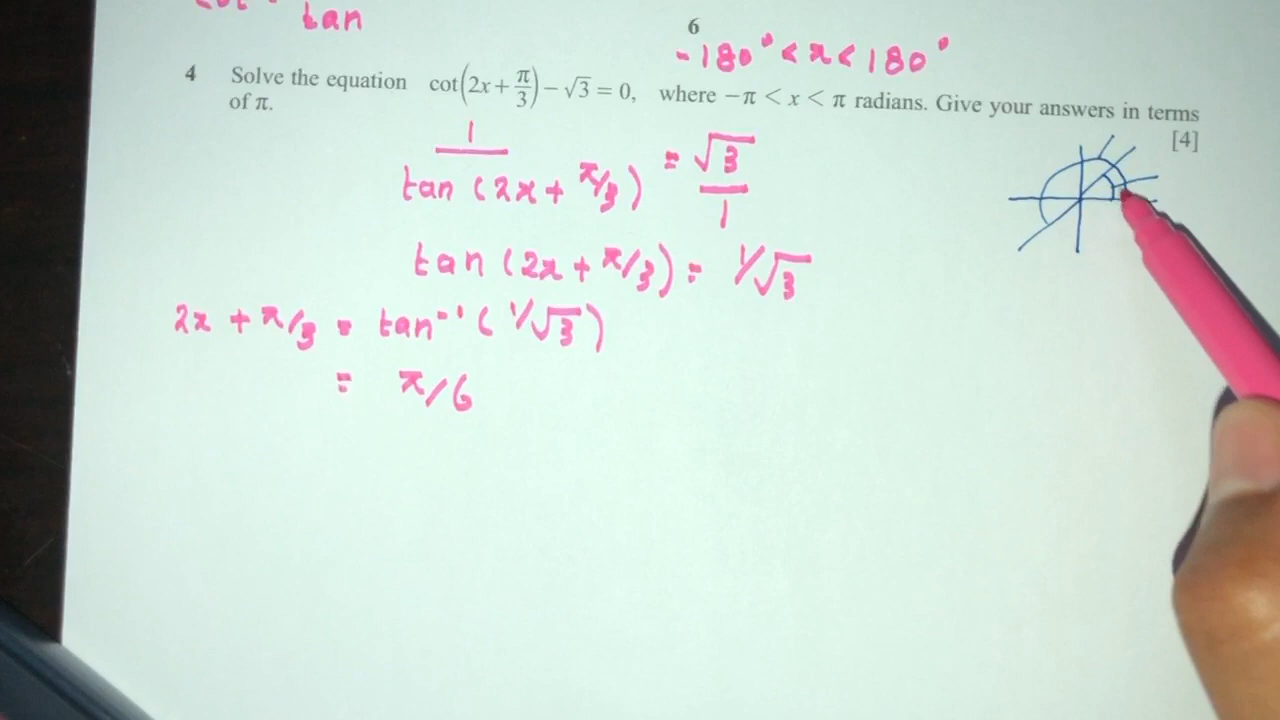 tan
6
-180° < x < 180°
4 Solve the equation cot(2x + π/3) − √3 = 0, where −π < x < π radians. Give your answers in terms
of π.
[4]
1/tan (2x + π/3) = √3/1
tan (2x + π/3) = 1/√3
2x + π/3 = tan⁻¹ (1/√3)
= π/6